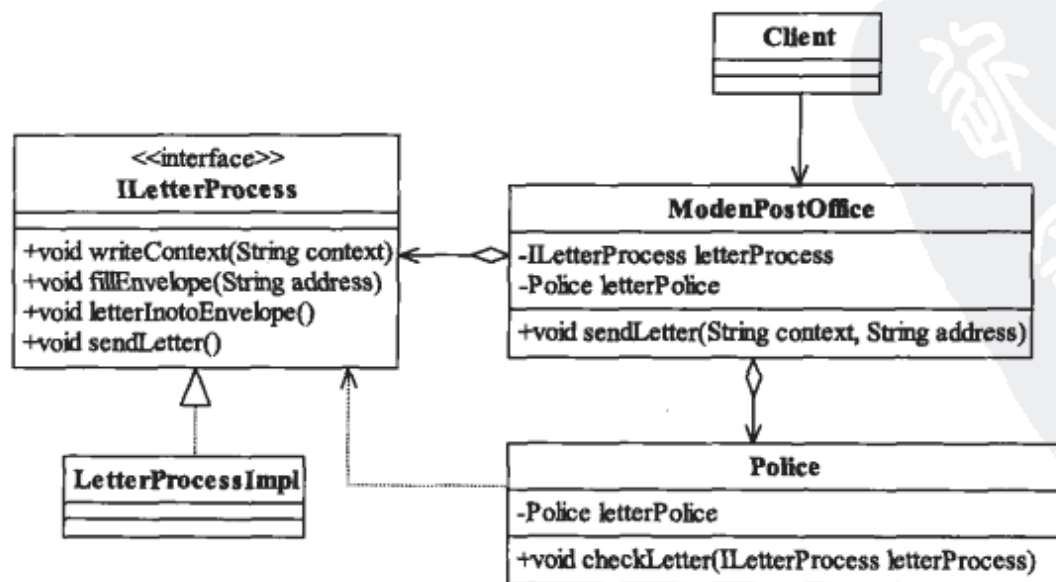 Client
<<interface>>
ILetterProcess
+void writeContext(String context)
+void fillEnvelope(String address)
+void letterInotoEnvelope()
+void sendLetter()
ModenPostOffice
-ILetterProcess letterProcess
-Police letterPolice
+void sendLetter(String context, String address)
LetterProcessImpl
Police
-Police letterPolice
+void checkLetter(ILetterProcess letterProcess)